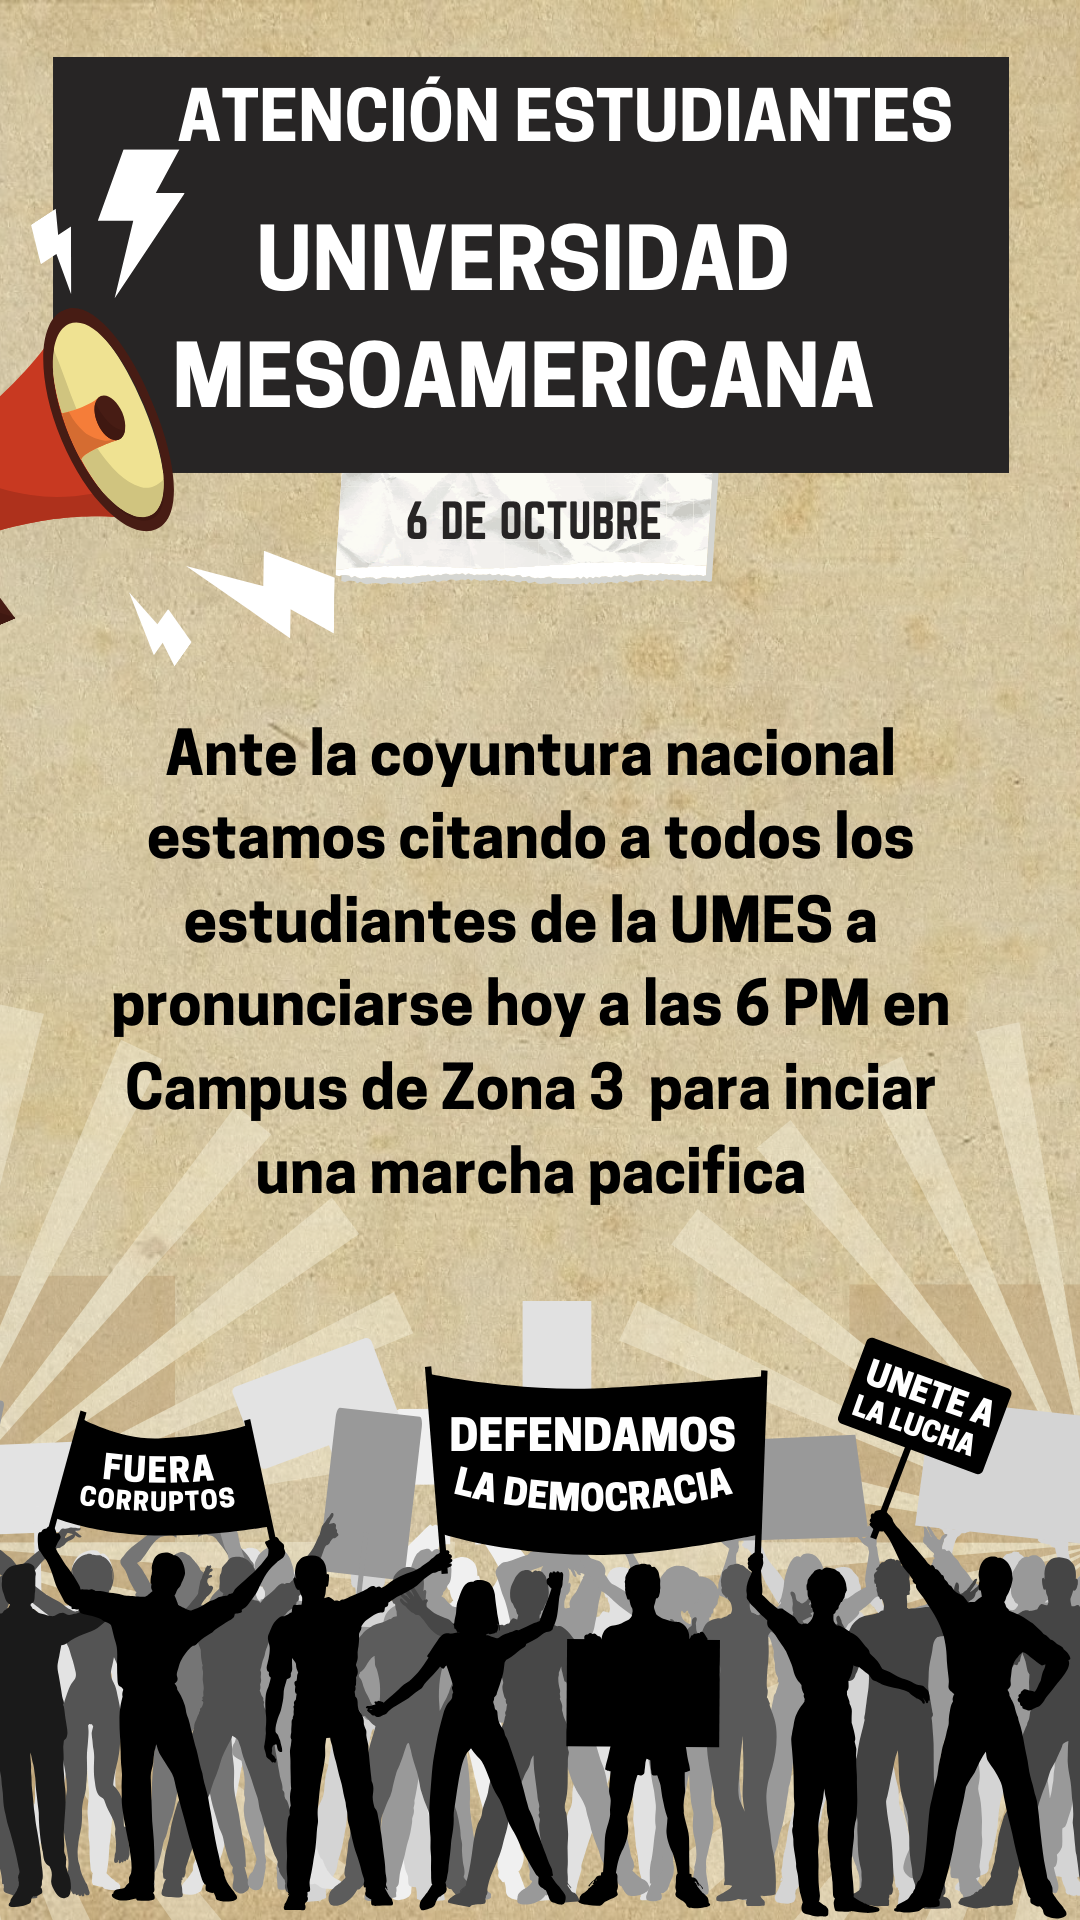 ATENCIÓN ESTUDIANTES
UNIVERSIDAD
MESOAMERICANA
6 DE OCTUBRE
Ante la coyuntura nacional
estamos citando a todos los
estudiantes de la UMES a
pronunciarse hoy a las 6 PM en
Campus de Zona 3 para inciar
una marcha pacifica
FUERA
CORRUPTOS
DEFENDAMOS
LA DEMOCRACIA
UNETE A
LA LUCHA